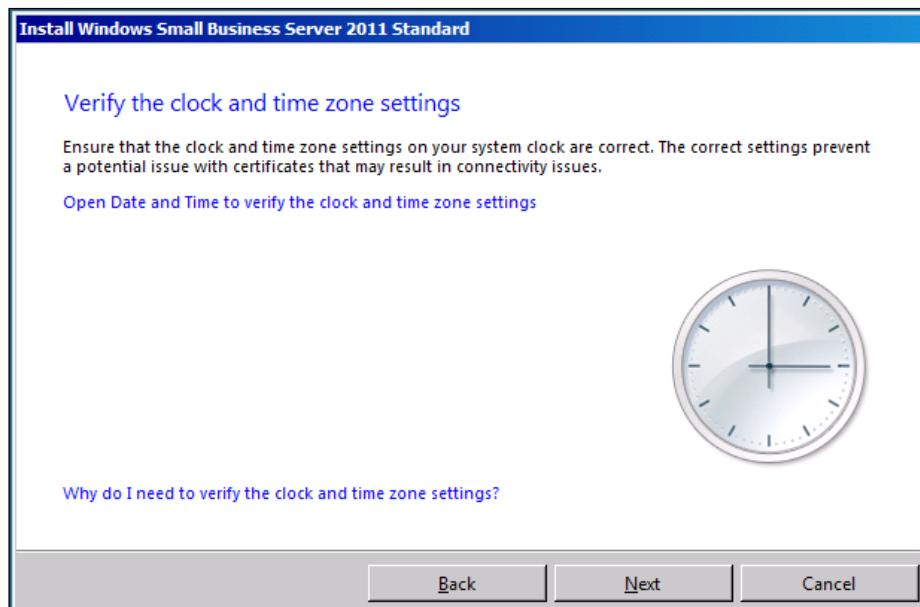 Install Windows Small Business Server 2011 Standard
Verify the clock and time zone settings
Ensure that the clock and time zone settings on your system clock are correct. The correct settings prevent
a potential issue with certificates that may result in connectivity issues.
Open Date and Time to verify the clock and time zone settings
Why do I need to verify the clock and time zone settings?
Back
Next
Cancel